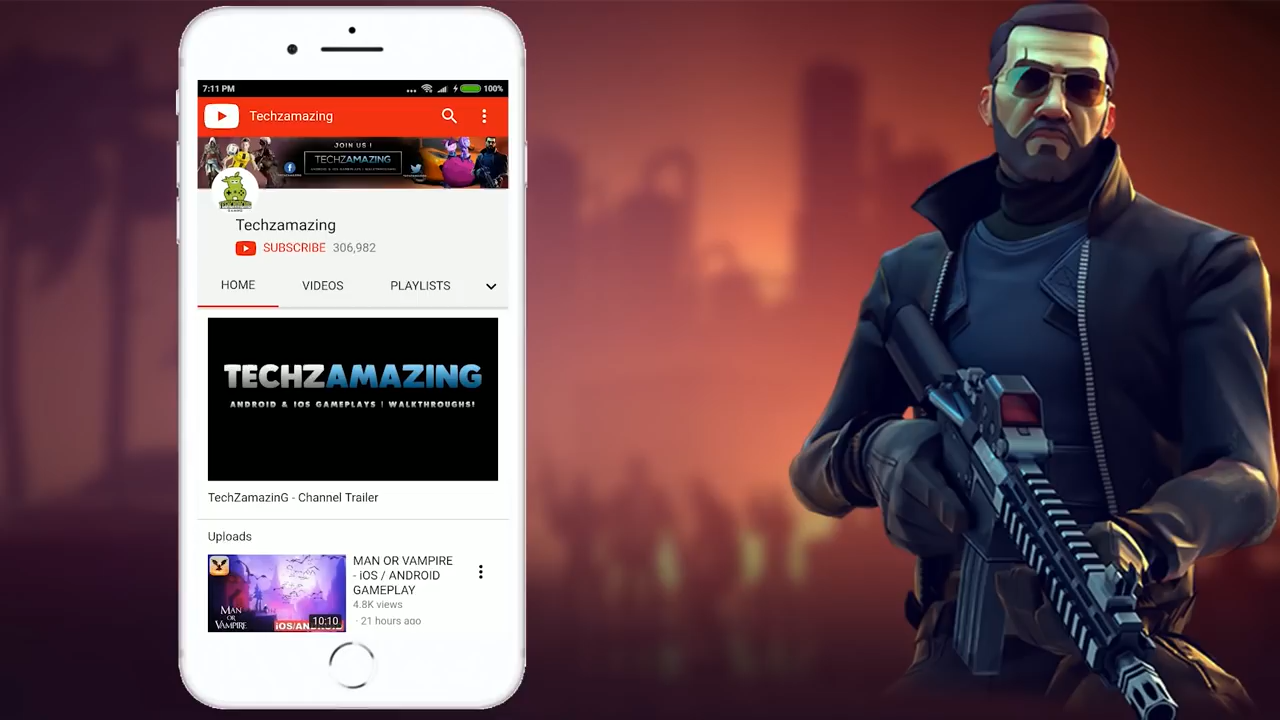 7:11 PM
100%
Techzamazing
JOIN US !
TECHZAMAZING
Techzamazing
SUBSCRIBE 306,982
HOME VIDEOS PLAYLISTS
TECHZAMAZING
ANDROID & IOS GAMEPLAYS | WALKTHROUGHS!
TechZamazinG - Channel Trailer
Uploads
MAN OR VAMPIRE
- iOS / ANDROID
GAMEPLAY
4.8K views
· 21 hours ago
MAN
OR
VAMPIRE
10:10